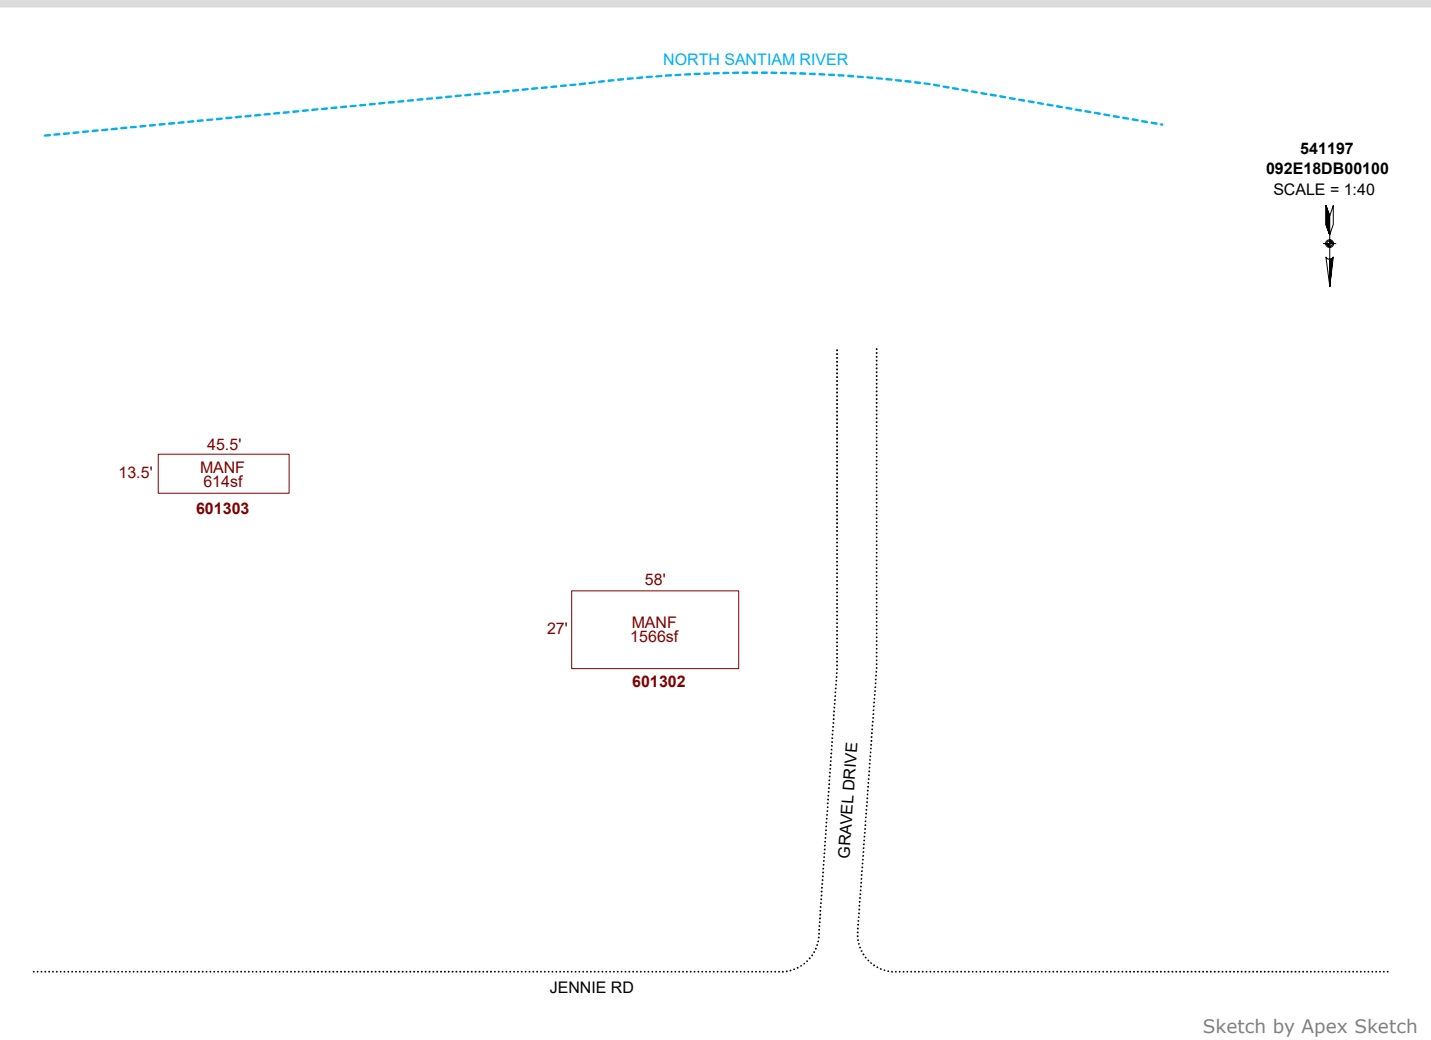 NORTH SANTIAM RIVER
541197
092E18DB00100
SCALE = 1:40
45.5'
13.5'
MANF
614sf
601303
58'
27'
MANF
1566sf
601302
GRAVEL DRIVE
JENNIE RD
Sketch by Apex Sketch